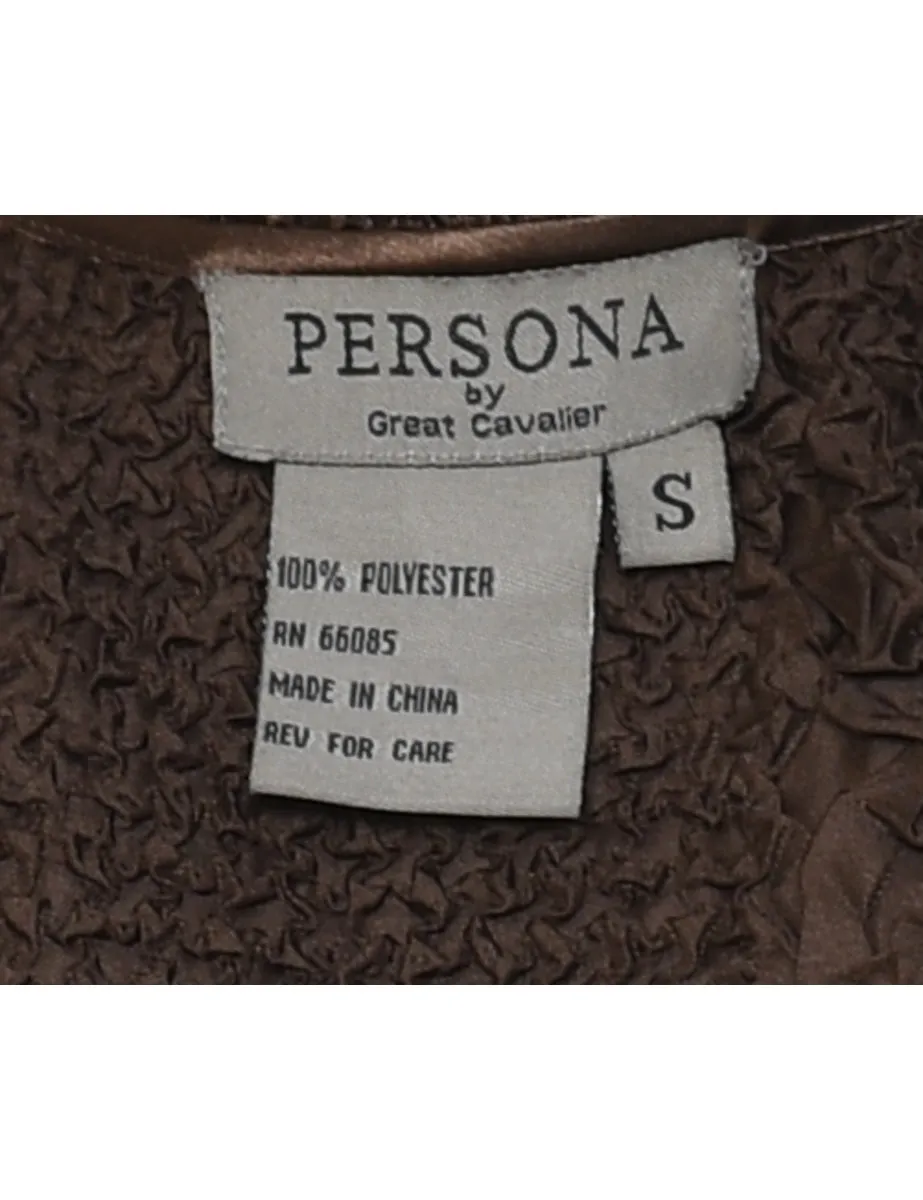 PERSONA
by
Great Cavalier
S
100% POLYESTER
RN 66085
MADE IN CHINA
REV FOR CARE